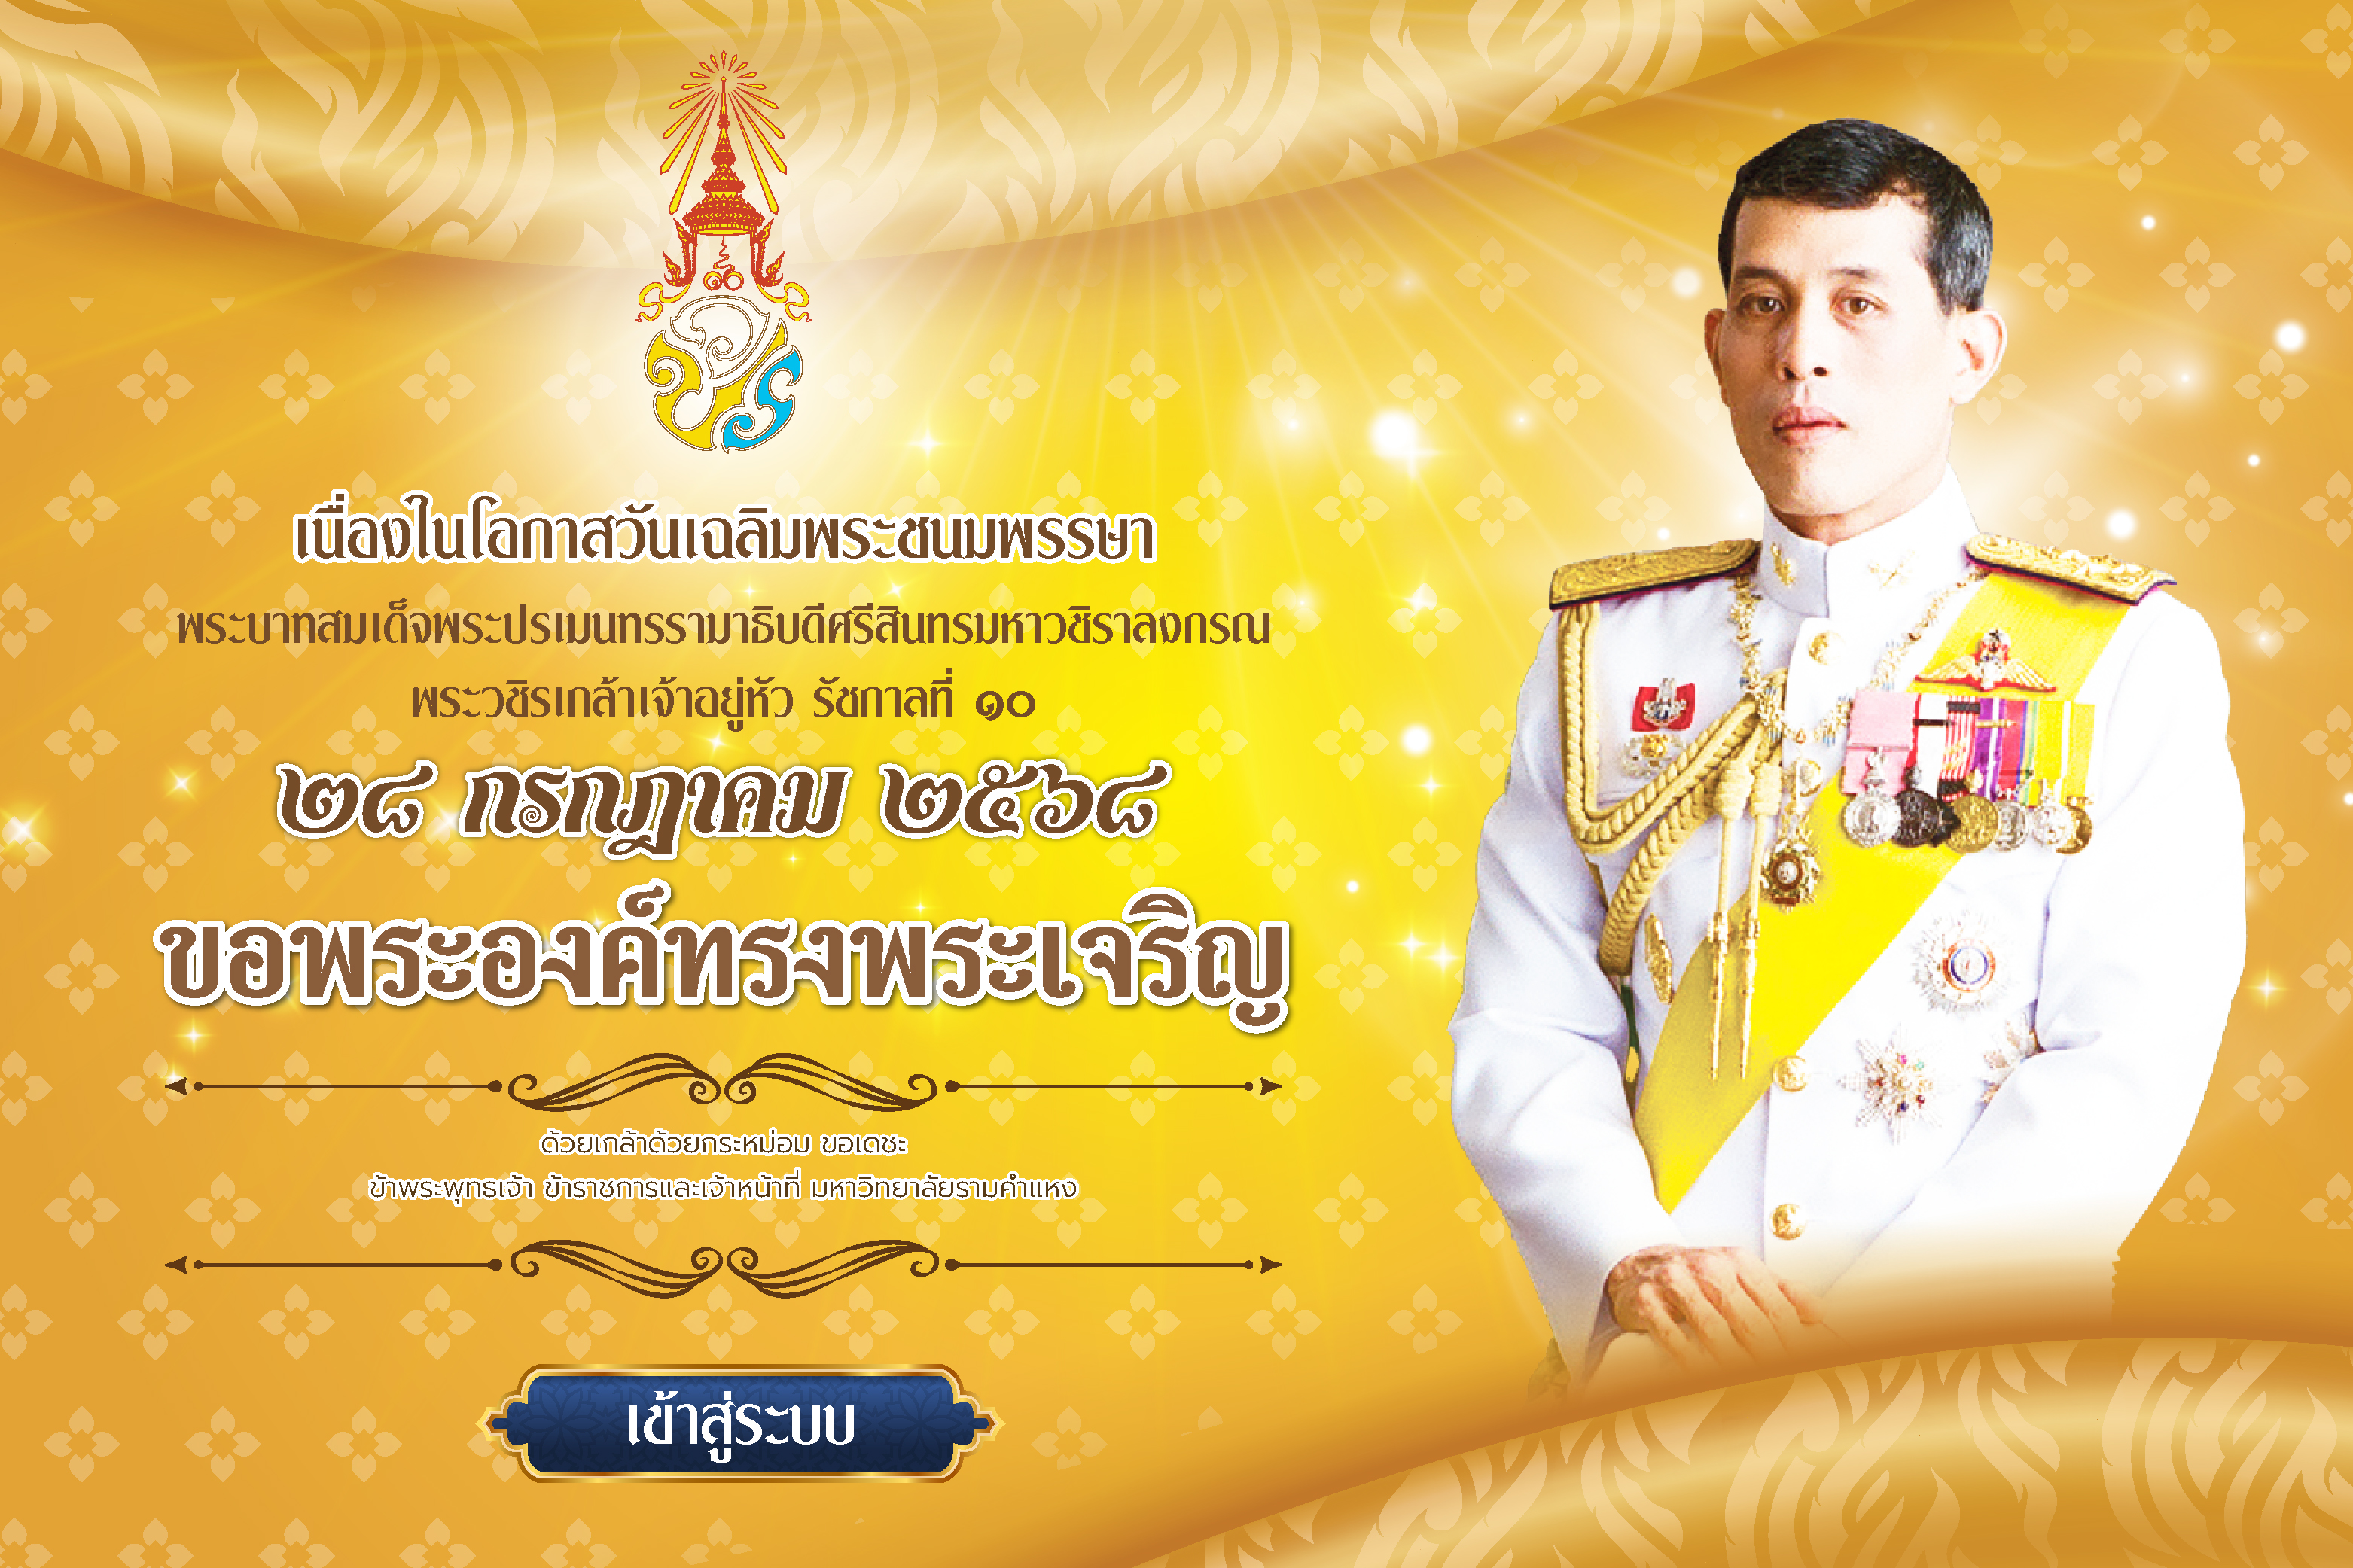 ๑๐
เนื่องในโอกาสวันเฉลิมพระชนมพรรษา
พระบาทสมเด็จพระปรเมนทรรามาธิบดีศรีสินทรมหาวชิราลงกรณ
พระวชิรเกล้าเจ้าอยู่หัว รัชกาลที่ ๑๐
๒๘ กรกฎาคม ๒๕๖๘
ขอพระองค์ทรงพระเจริญ
ด้วยเกล้าด้วยกระหม่อม ขอเดชะ
ข้าพระพุทธเจ้า ข้าราชการและเจ้าหน้าที่ มหาวิทยาลัยรามคำแหง
เข้าสู่ระบบ